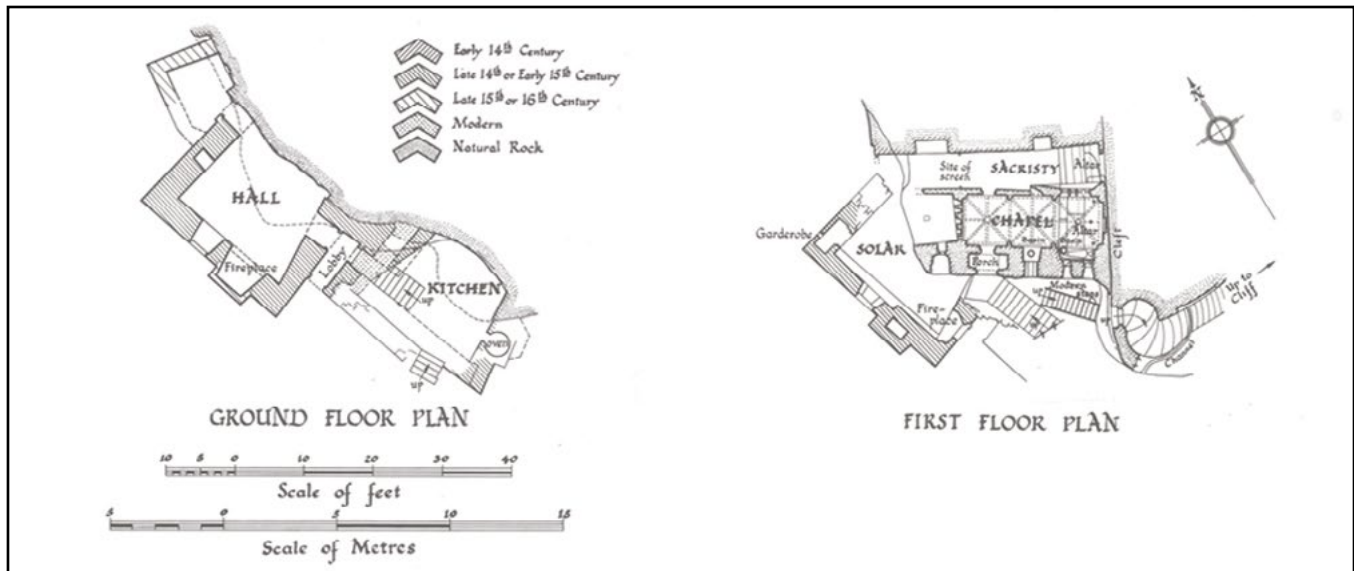 Early 14th Century
Late 14th or Early 15th Century
Late 15th or 16th Century
Modern
Natural Rock
HALL
Fireplace
Lobby
KITCHEN
up
oven
up
GROUND FLOOR PLAN
10 5 0 10 20 30 40
Scale of feet
5 0 5 10 15
Scale of Metres
N
Site of
screen
SACRISTY
Altar
CHAPEL
Altar
Garderobe
SOLAR
Porch
Cliff
Modern
steps
up
Fire-
place
up
up to
Cliff
Channel
FIRST FLOOR PLAN